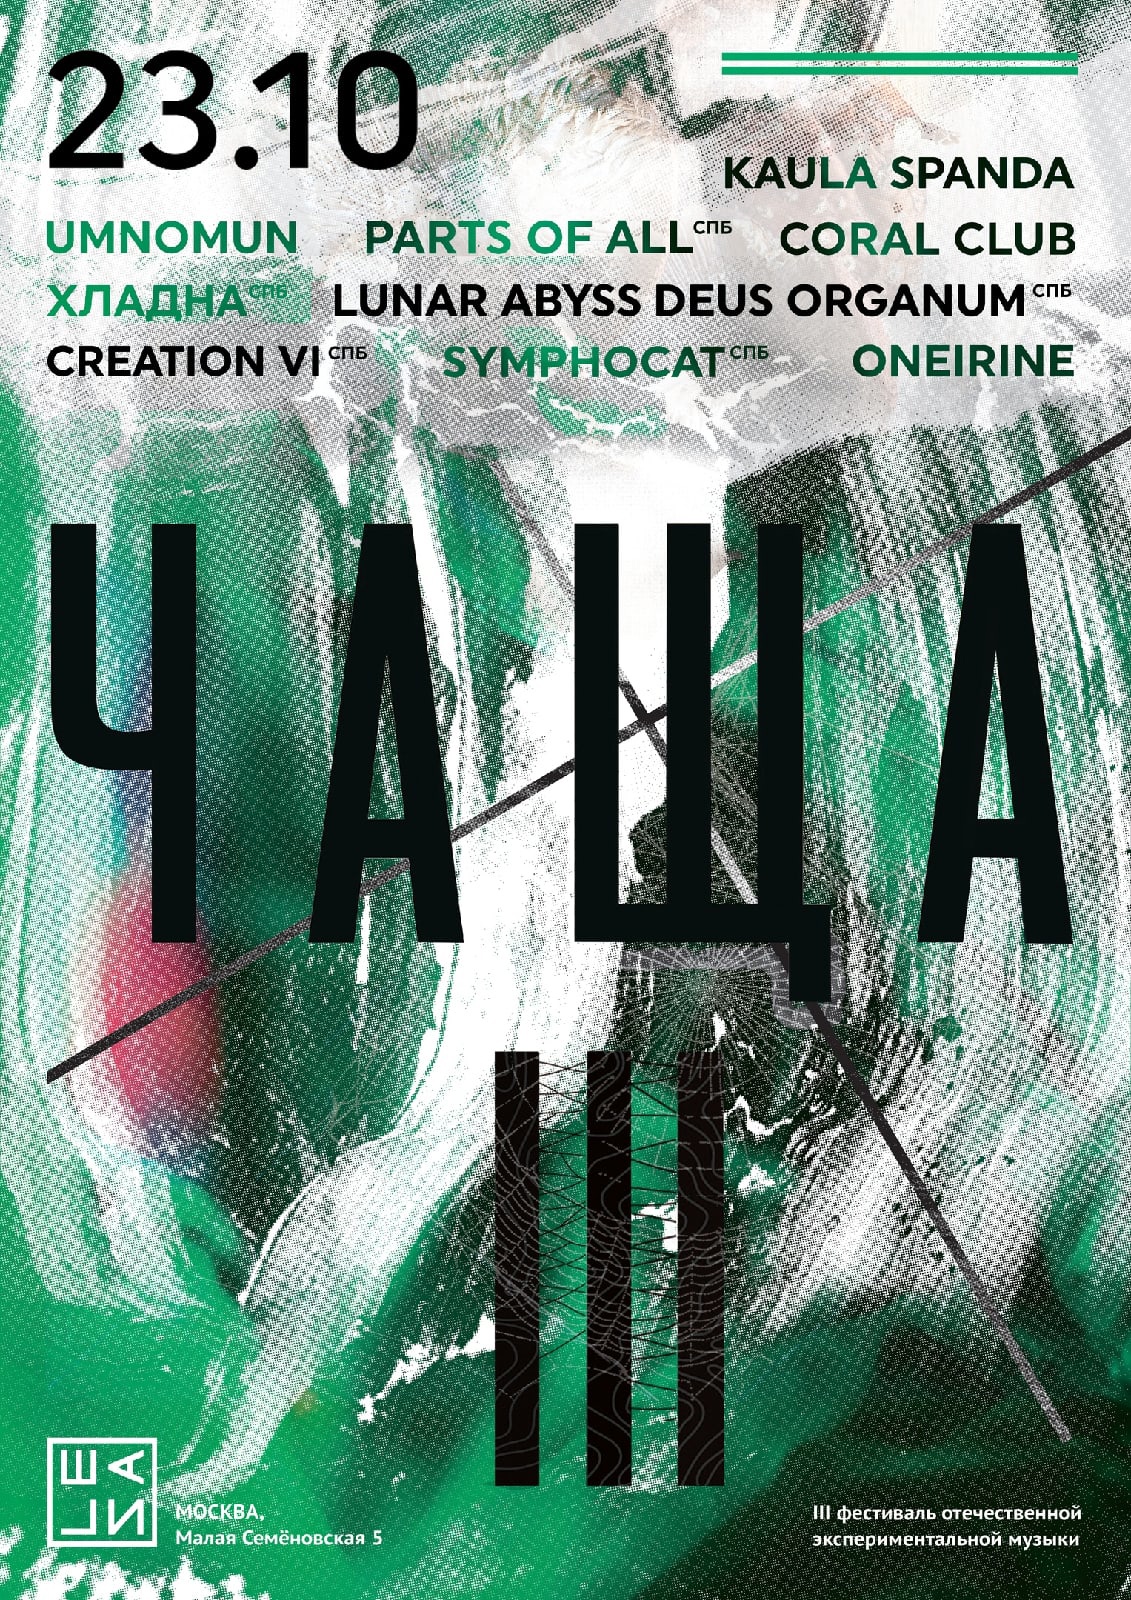 23.10
KAULA SPANDA
UMNOMUN PARTS OF ALL СПБ CORAL CLUB
ХЛАДНА СПБ LUNAR ABYSS DEUS ORGANUM СПБ
CREATION VI СПБ SYMPHOCAT СПБ ONEIRINE
ЧАЩА
III
МОСКВА,
Малая Семёновская 5
III фестиваль отечественной
экспериментальной музыки